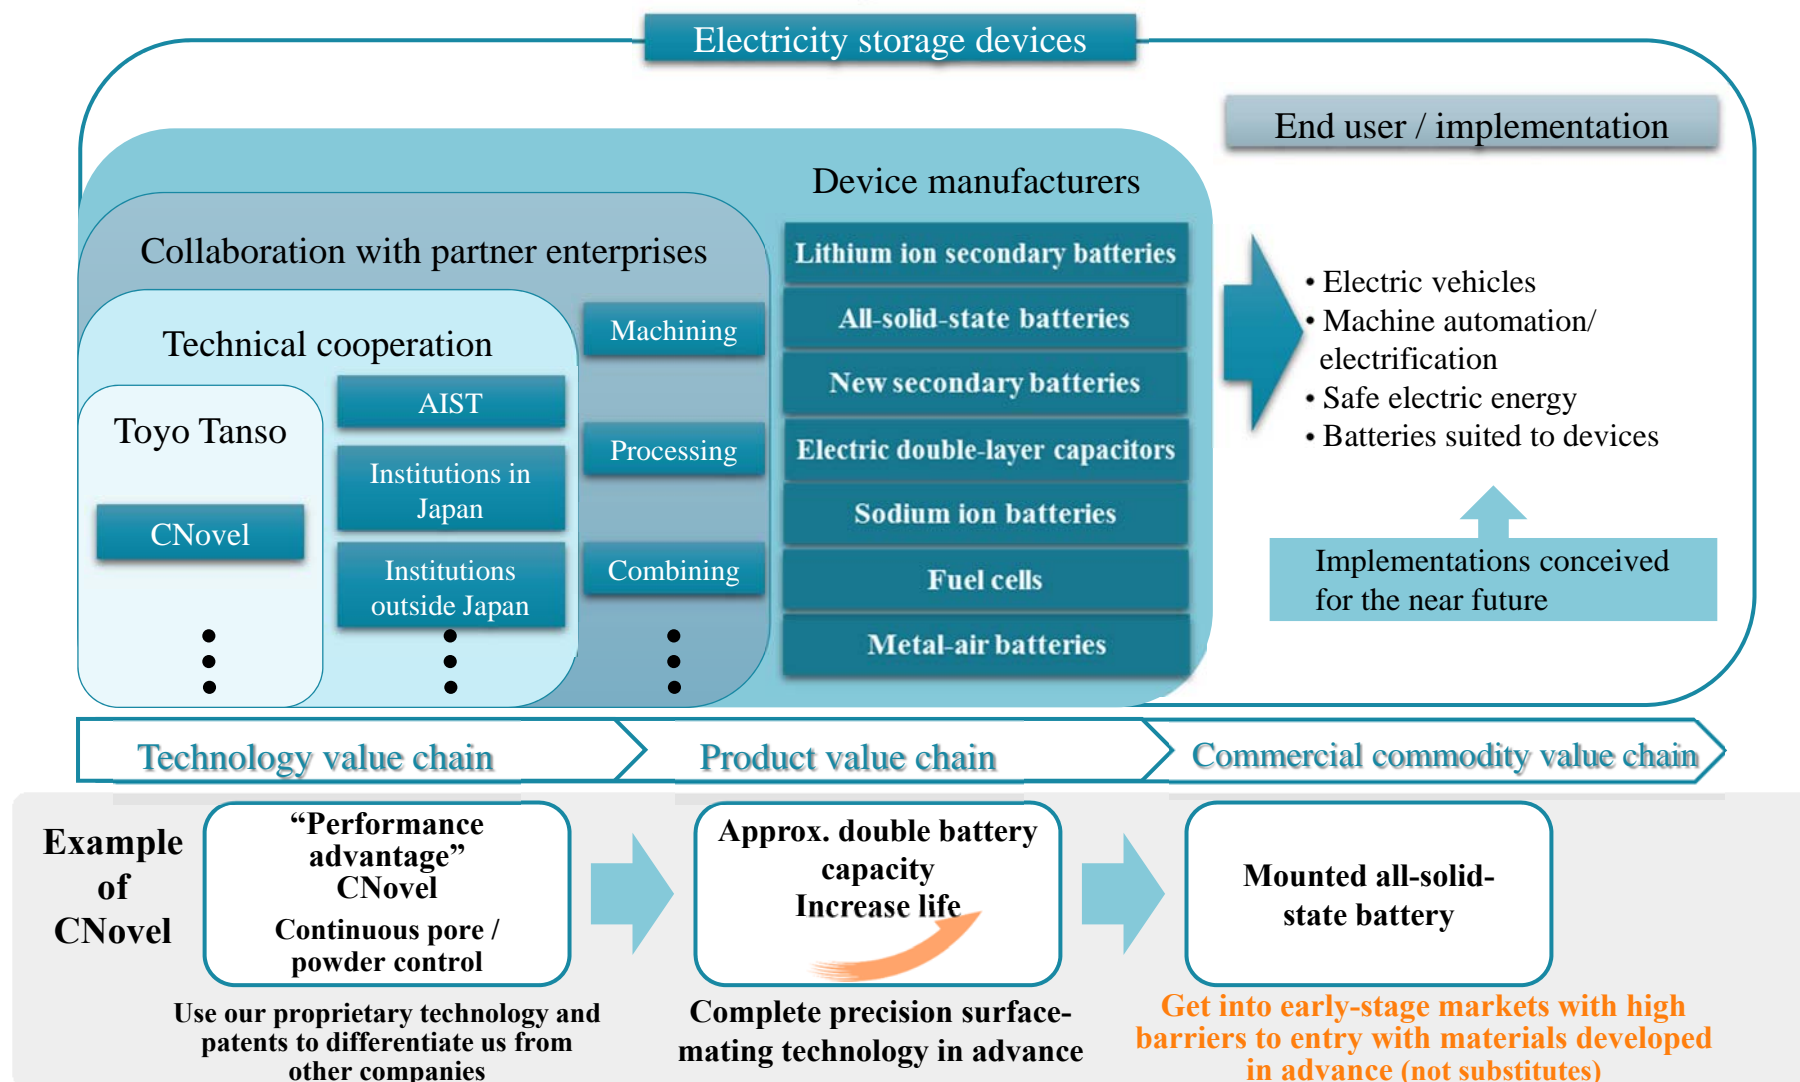 Electricity storage devices
End user / implementation
Device manufacturers
Collaboration with partner enterprises
Technical cooperation
Toyo Tanso
CNovel
AIST
Institutions in
Japan
Institutions
outside Japan
Machining
Processing
Combining
Lithium ion secondary batteries
All-solid-state batteries
New secondary batteries
Electric double-layer capacitors
Sodium ion batteries
Fuel cells
Metal-air batteries
• Electric vehicles
• Machine automation/
electrification
• Safe electric energy
• Batteries suited to devices
Implementations conceived
for the near future
Technology value chain
Product value chain
Commercial commodity value chain
Example
of
CNovel
“Performance
advantage”
CNovel
Continuous pore /
powder control
Use our proprietary technology and
patents to differentiate us from
other companies
Approx. double battery
capacity
Increase life
Complete precision surface-
mating technology in advance
Mounted all-solid-
state battery
Get into early-stage markets with high
barriers to entry with materials developed
in advance (not substitutes)